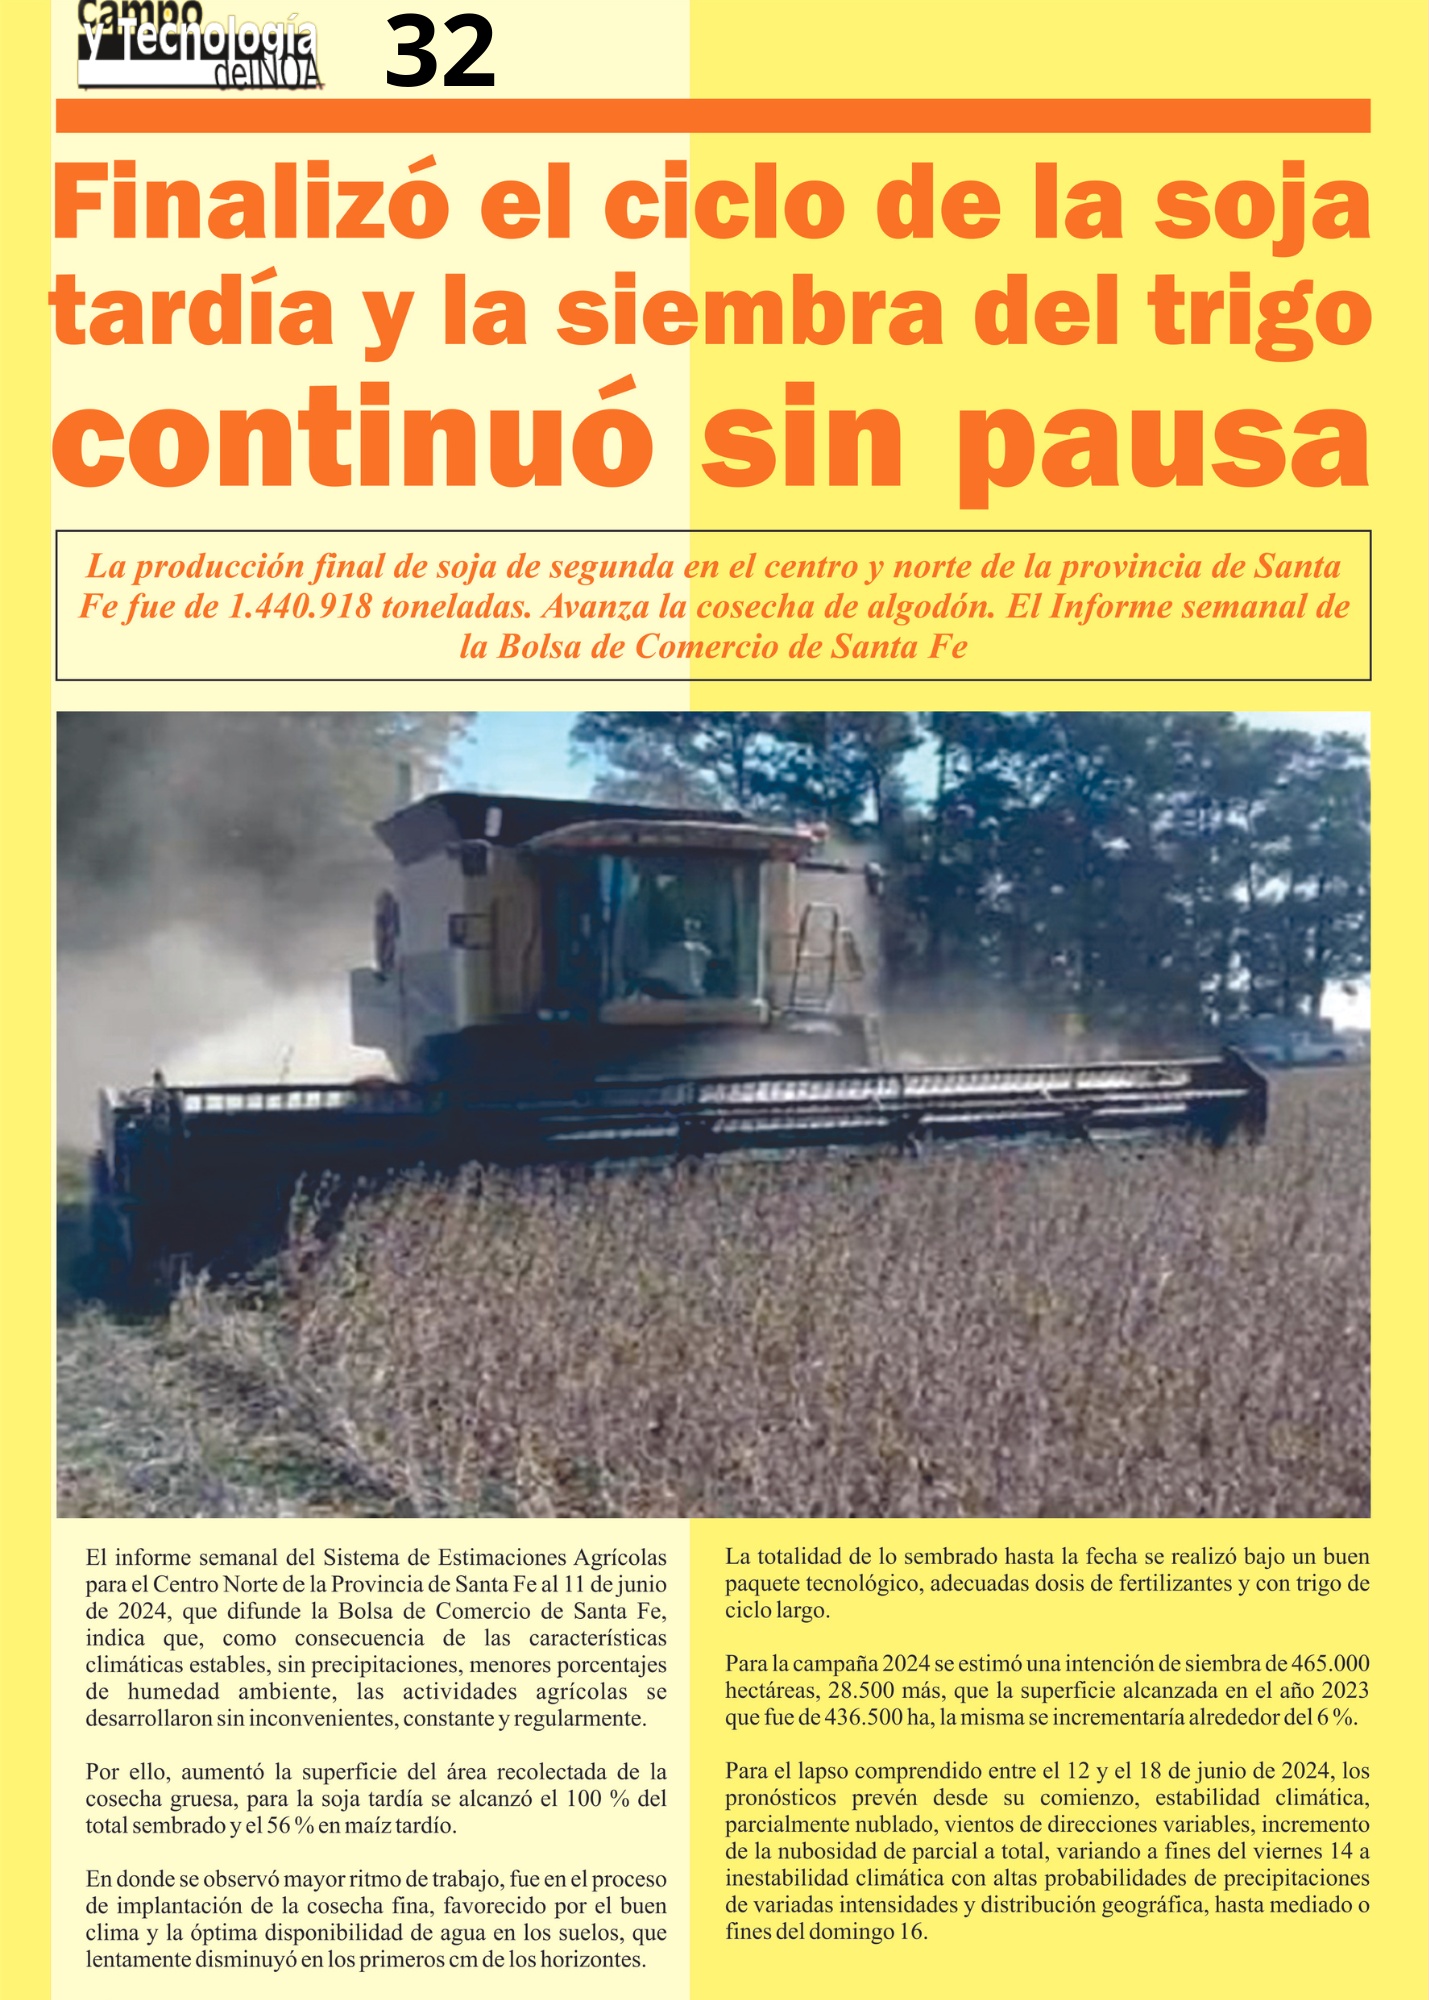 campo
y Tecnología
delNOA
32
Finalizó el ciclo de la soja
tardía y la siembra del trigo
continuó sin pausa
La producción final de soja de segunda en el centro y norte de la provincia de Santa
Fe fue de 1.440.918 toneladas. Avanza la cosecha de algodón. El Informe semanal de
la Bolsa de Comercio de Santa Fe
El informe semanal del Sistema de Estimaciones Agrícolas
para el Centro Norte de la Provincia de Santa Fe al 11 de junio
de 2024, que difunde la Bolsa de Comercio de Santa Fe,
indica que, como consecuencia de las características
climáticas estables, sin precipitaciones, menores porcentajes
de humedad ambiente, las actividades agrícolas se
desarrollaron sin inconvenientes, constante y regularmente.
Por ello, aumentó la superficie del área recolectada de la
cosecha gruesa, para la soja tardía se alcanzó el 100 % del
total sembrado y el 56 % en maíz tardío.
En donde se observó mayor ritmo de trabajo, fue en el proceso
de implantación de la cosecha fina, favorecido por el buen
clima y la óptima disponibilidad de agua en los suelos, que
lentamente disminuyó en los primeros cm de los horizontes.
La totalidad de lo sembrado hasta la fecha se realizó bajo un buen
paquete tecnológico, adecuadas dosis de fertilizantes y con trigo de
ciclo largo.
Para la campaña 2024 se estimó una intención de siembra de 465.000
hectáreas, 28.500 más, que la superficie alcanzada en el año 2023
que fue de 436.500 ha, la misma se incrementaría alrededor del 6 %.
Para el lapso comprendido entre el 12 y el 18 de junio de 2024, los
pronósticos prevén desde su comienzo, estabilidad climática,
parcialmente nublado, vientos de direcciones variables, incremento
de la nubosidad de parcial a total, variando a fines del viernes 14 a
inestabilidad climática con altas probabilidades de precipitaciones
de variadas intensidades y distribución geográfica, hasta mediado o
fines del domingo 16.